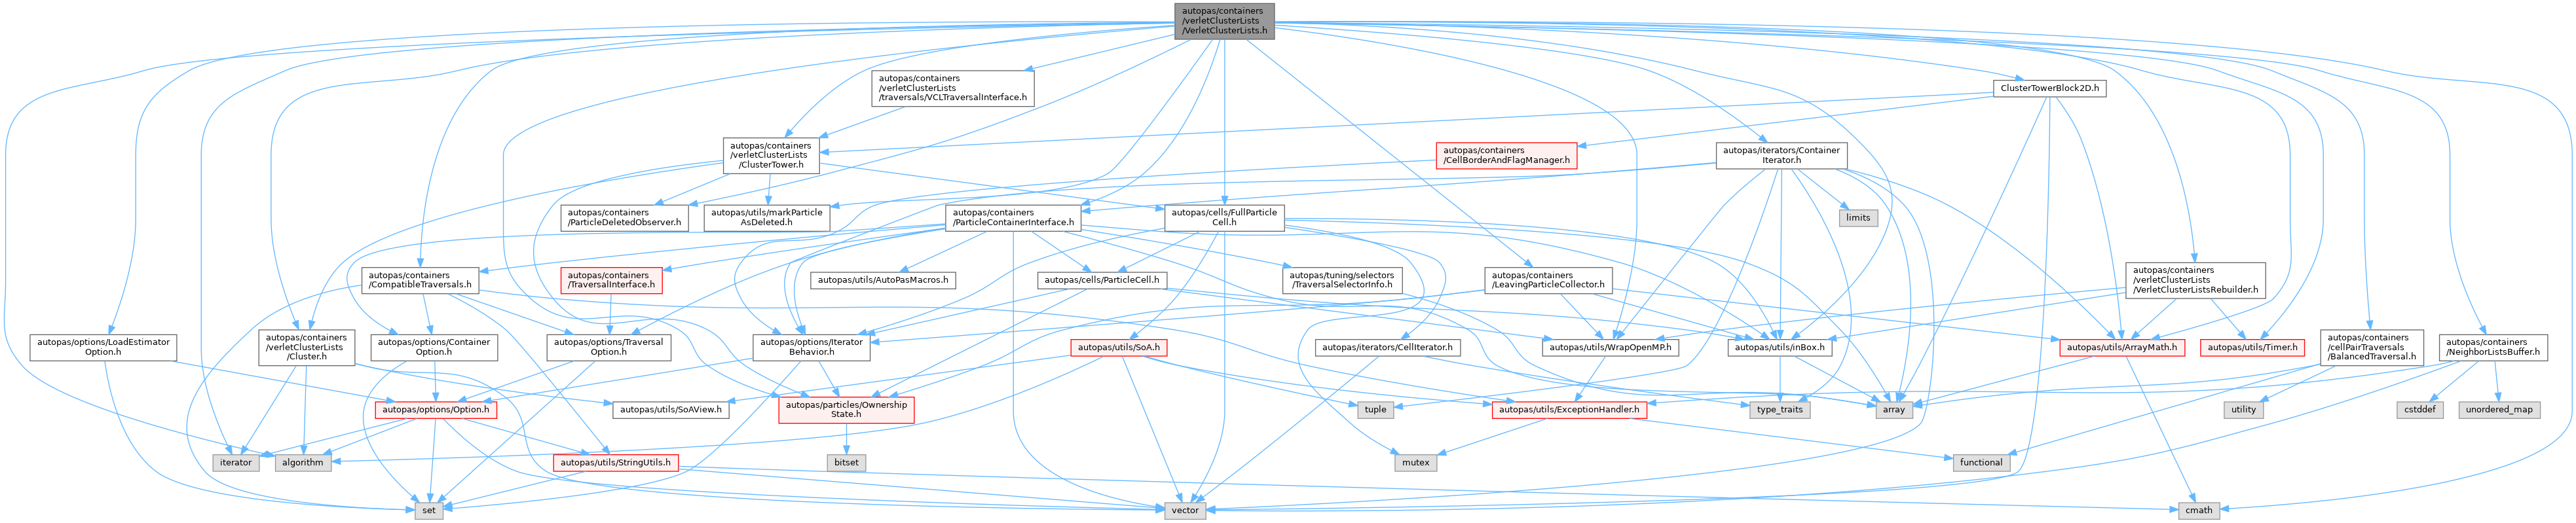 autopas/containers
/verletClusterLists
/VerletClusterLists.h
autopas/containers
/verletClusterLists
/traversals/VCLTraversalInterface.h
ClusterTowerBlock2D.h
autopas/containers
/verletClusterLists
/ClusterTower.h
autopas/containers
/CellBorderAndFlagManager.h
autopas/iterators/Container
Iterator.h
autopas/containers
/ParticleDeletedObserver.h
autopas/utils/markParticle
AsDeleted.h
autopas/containers
/ParticleContainerInterface.h
autopas/cells/FullParticle
Cell.h
limits
autopas/containers
/CompatibleTraversals.h
autopas/containers
/TraversalInterface.h
autopas/utils/AutoPasMacros.h
autopas/cells/ParticleCell.h
autopas/tuning/selectors
/TraversalSelectorInfo.h
autopas/containers
/LeavingParticleCollector.h
autopas/containers
/verletClusterLists
/VerletClusterListsRebuilder.h
autopas/options/LoadEstimator
Option.h
autopas/containers
/verletClusterLists
/Cluster.h
autopas/options/Container
Option.h
autopas/options/Traversal
Option.h
autopas/options/Iterator
Behavior.h
autopas/utils/SoA.h
autopas/iterators/CellIterator.h
autopas/utils/WrapOpenMP.h
autopas/utils/inBox.h
autopas/utils/ArrayMath.h
autopas/utils/Timer.h
autopas/containers
/cellPairTraversals
/BalancedTraversal.h
autopas/containers
/NeighborListsBuffer.h
autopas/options/Option.h
autopas/utils/SoAView.h
autopas/particles/Ownership
State.h
tuple
autopas/utils/ExceptionHandler.h
type_traits
array
utility
cstddef
unordered_map
iterator
algorithm
autopas/utils/StringUtils.h
bitset
mutex
functional
set
vector
cmath